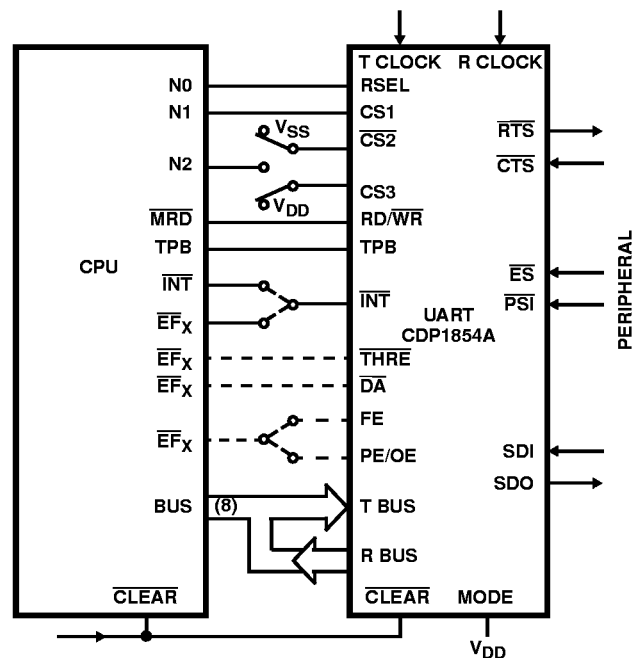 T CLOCK R CLOCK
N0 RSEL
N1 CS1
VSS
CS2 RTS
N2 CTS
CS3
VDD
MRD RD/WR
TPB TPB
CPU
INT INT ES
PSI
UART
CDP1854A
PERIPHERAL
EFX
EFX THRE
EFX DA
FE
EFX
PE/OE SDI
SDO
BUS (8) T BUS
R BUS
CLEAR CLEAR MODE
VDD